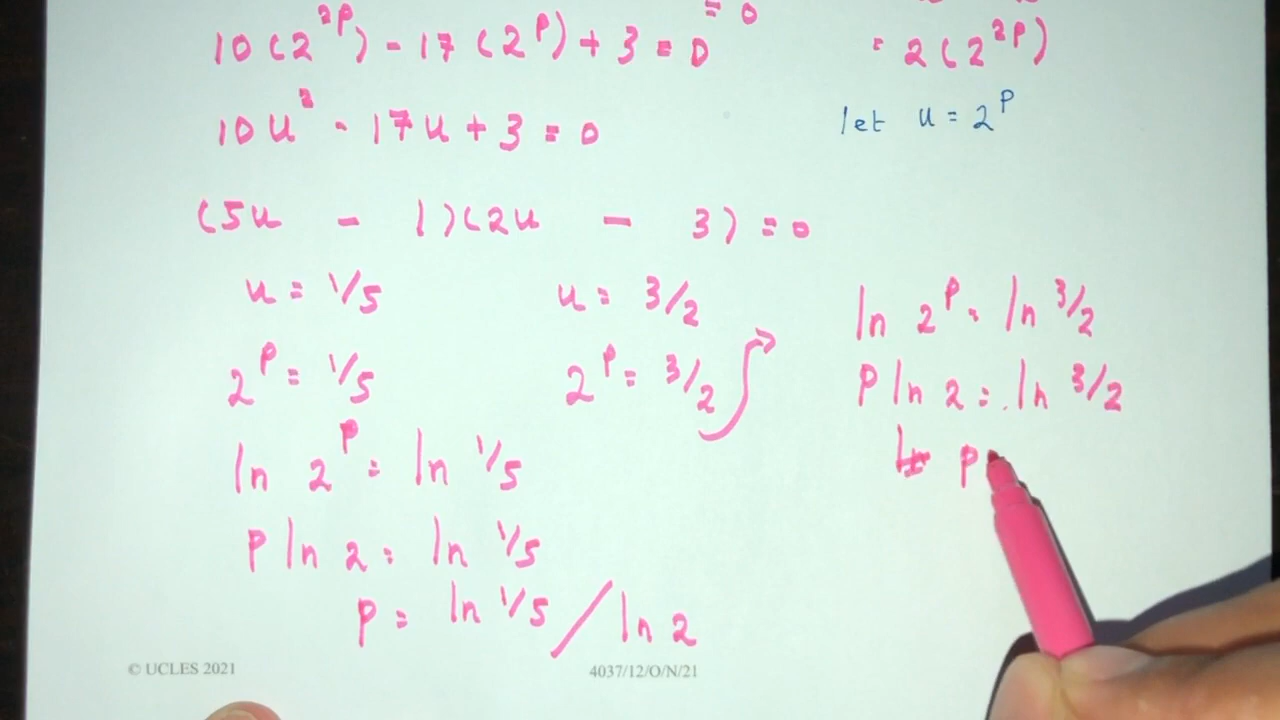 = 0
10(2^2P) - 17(2^P) + 3 = 0
= 2(2^2P)
10u² - 17u + 3 = 0
let u = 2^P
(5u - 1)(2u - 3) = 0
u = 1/5
u = 3/2
2^P = 1/5
2^P = 3/2
ln 2^P = ln 1/5
P ln 2 = ln 1/5
P = ln 1/5 / ln 2
ln 2^P = ln 3/2
P ln 2 = ln 3/2
P
© UCLES 2021
4037/12/O/N/21